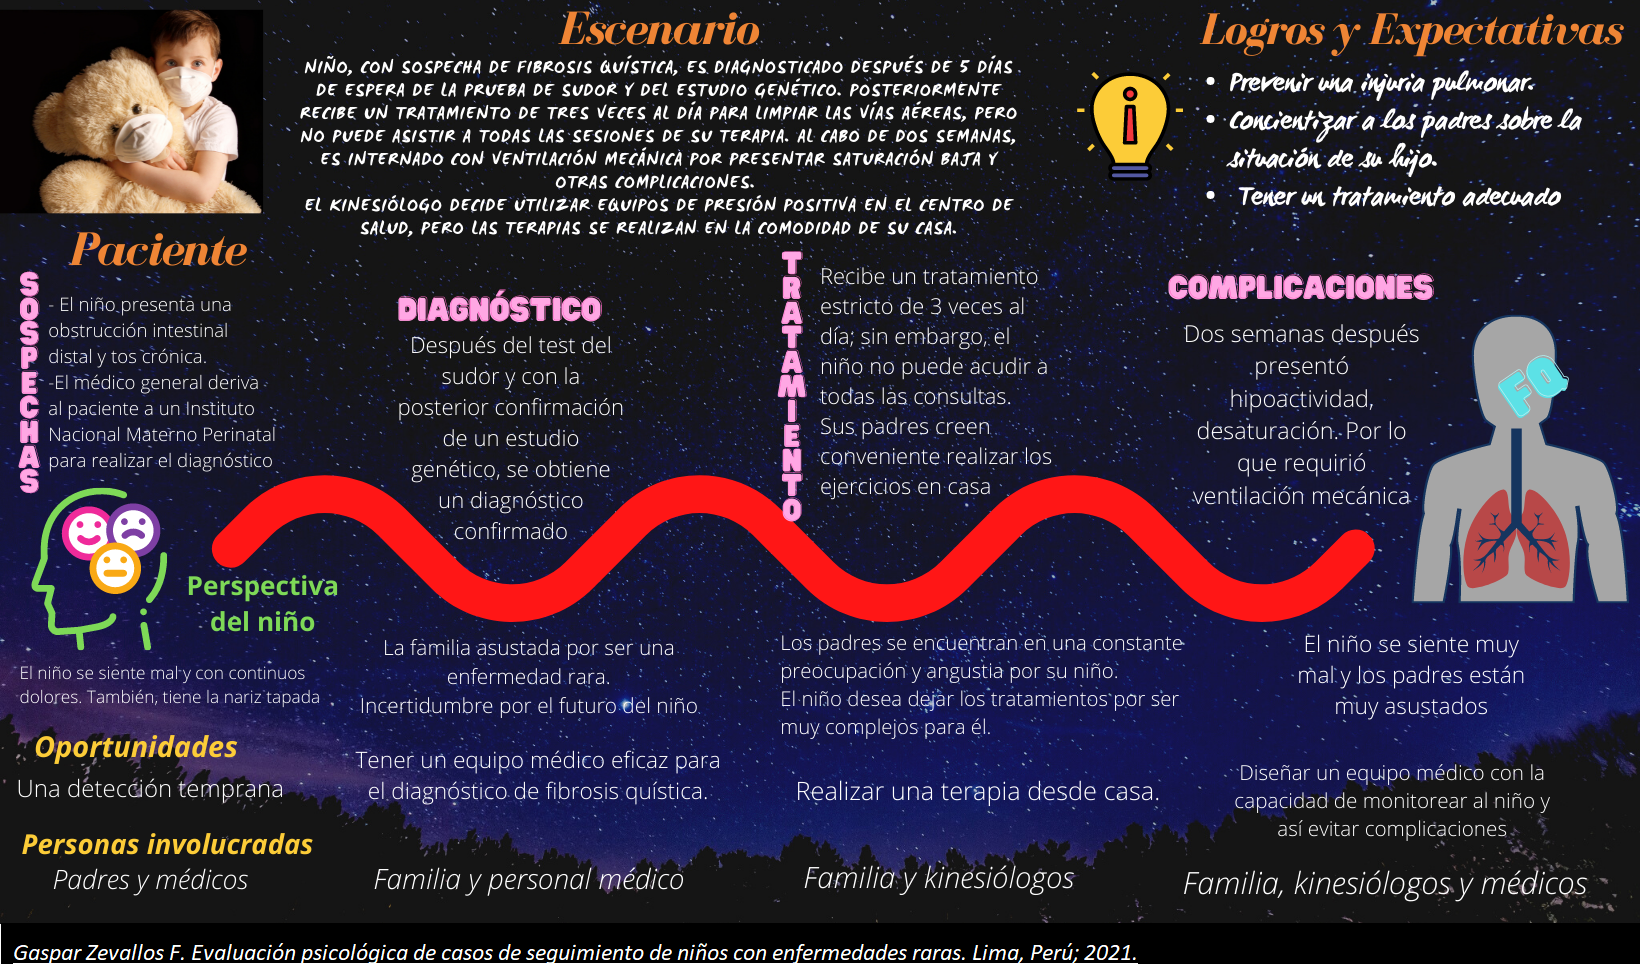 Escenario
NIÑO, CON SOSPECHA DE FIBROSIS QUÍSTICA, ES DIAGNOSTICADO DESPUÉS DE 5 DÍAS
DE ESPERA DE LA PRUEBA DE SUDOR Y DEL ESTUDIO GENÉTICO. POSTERIORMENTE
RECIBE UN TRATAMIENTO DE TRES VECES AL DÍA PARA LIMPIAR LAS VÍAS AÉREAS, PERO
NO PUEDE ASISTIR A TODAS LAS SESIONES DE SU TERAPIA. AL CABO DE DOS SEMANAS,
ES INTERNADO CON VENTILACIÓN MECÁNICA POR PRESENTAR SATURACIÓN BAJA Y
OTRAS COMPLICACIONES.
EL KINESIÓLOGO DECIDE UTILIZAR EQUIPOS DE PRESIÓN POSITIVA EN EL CENTRO DE
SALUD, PERO LAS TERAPIAS SE REALIZAN EN LA COMODIDAD DE SU CASA.
Logros y Expectativas
• Prevenir una injuria pulmonar.
• Concientizar a los padres sobre la
situación de su hijo.
• Tener un tratamiento adecuado
Paciente
SOSPECHAS
- El niño presenta una
obstrucción intestinal
distal y tos crónica.
-El médico general deriva
al paciente a un Instituto
Nacional Materno Perinatal
para realizar el diagnóstico
DIAGNÓSTICO
Después del test del
sudor y con la
posterior confirmación
de un estudio
genético, se obtiene
un diagnóstico
confirmado
TRATAMIENTO
Recibe un tratamiento
estricto de 3 veces al
día; sin embargo, el
niño no puede acudir a
todas las consultas.
Sus padres creen
conveniente realizar los
ejercicios en casa
COMPLICACIONES
Dos semanas después
presentó
hipoactividad,
desaturación. Por lo
que requirió
ventilación mecánica
FQ
Perspectiva
del niño
El niño se siente mal y con continuos
dolores. También, tiene la nariz tapada
La familia asustada por ser una
enfermedad rara.
Incertidumbre por el futuro del niño
Los padres se encuentran en una constante
preocupación y angustia por su niño.
El niño desea dejar los tratamientos por ser
muy complejos para él.
El niño se siente muy
mal y los padres están
muy asustados
Oportunidades
Una detección temprana
Tener un equipo médico eficaz para
el diagnóstico de fibrosis quística.
Realizar una terapia desde casa.
Diseñar un equipo médico con la
capacidad de monitorear al niño y
así evitar complicaciones
Personas involucradas
Padres y médicos
Familia y personal médico
Familia y kinesiólogos
Familia, kinesiólogos y médicos
Gaspar Zevallos F. Evaluación psicológica de casos de seguimiento de niños con enfermedades raras. Lima, Perú; 2021.